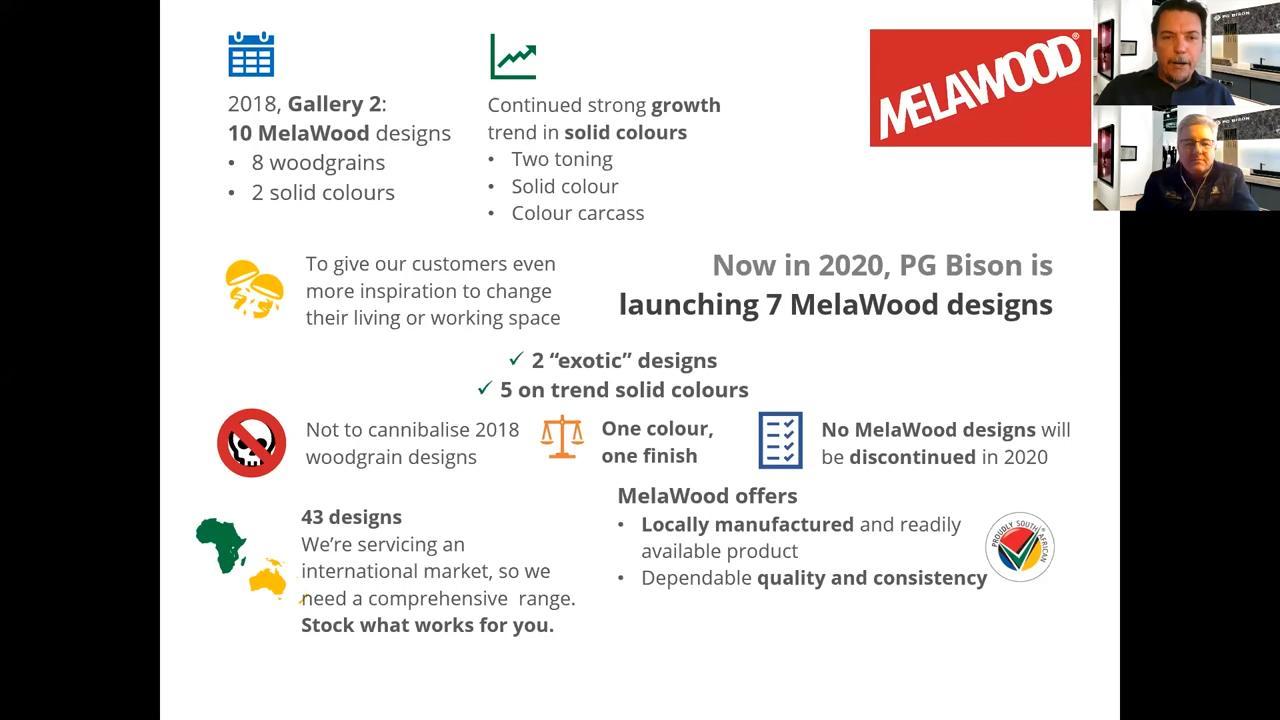 2018, Gallery 2:
10 MelaWood designs
• 8 woodgrains
• 2 solid colours
Continued strong growth
trend in solid colours
• Two toning
• Solid colour
• Colour carcass
MELAWOOD®
PG BISON
PG BISON
To give our customers even
more inspiration to change
their living or working space
Now in 2020, PG Bison is
launching 7 MelaWood designs
✓ 2 “exotic” designs
✓ 5 on trend solid colours
Not to cannibalise 2018
woodgrain designs
One colour,
one finish
No MelaWood designs will
be discontinued in 2020
43 designs
We’re servicing an
international market, so we
need a comprehensive range.
Stock what works for you.
MelaWood offers
• Locally manufactured and readily
available product
• Dependable quality and consistency
PROUDLY SOUTH AFRICAN